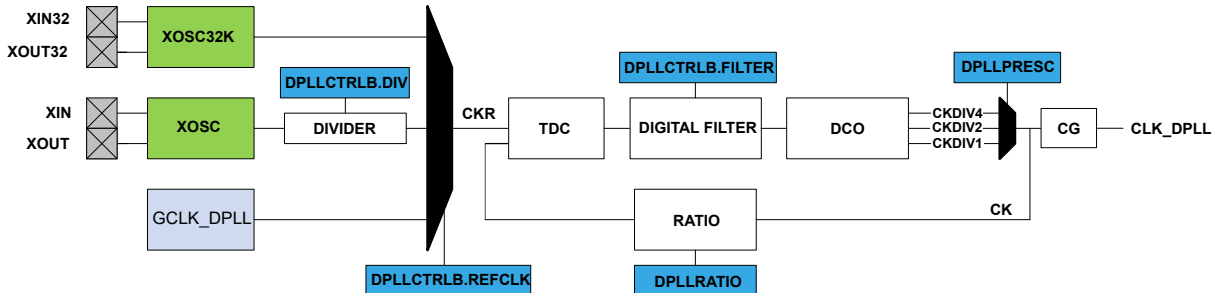 XIN32
XOUT32
XOSC32K
DPLLCTRLB.DIV
DPLLCTRLB.FILTER
DPLLPRESC
XIN
XOUT
XOSC
DIVIDER
CKR
TDC
DIGITAL FILTER
DCO
CKDIV4
CKDIV2
CKDIV1
CG
CLK_DPLL
GCLK_DPLL
RATIO
CK
DPLLCTRLB.REFCLK
DPLLRATIO